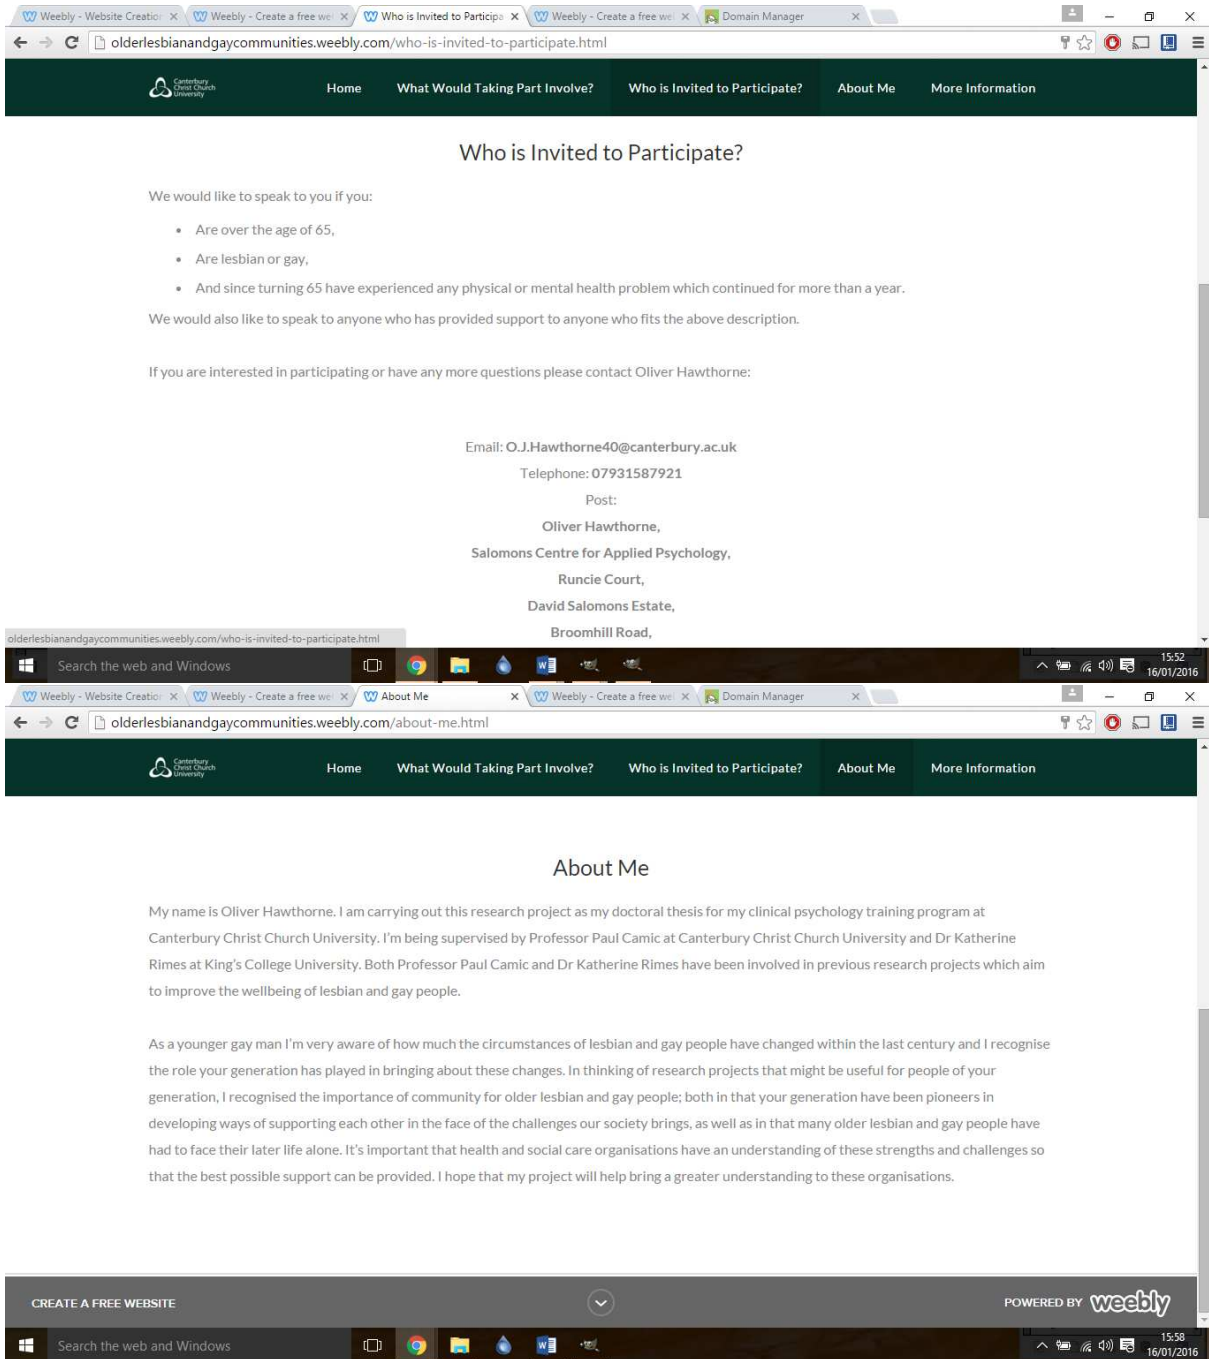 Weebly - Website Creation
Weebly - Create a free we
Who is Invited to Participa
Weebly - Create a free we
Domain Manager
olderlesbianandgaycommunities.weebly.com/who-is-invited-to-participate.html
Canterbury
Christ Church
University
Home
What Would Taking Part Involve?
Who is Invited to Participate?
About Me
More Information
Who is Invited to Participate?
We would like to speak to you if you:
• Are over the age of 65,
• Are lesbian or gay,
• And since turning 65 have experienced any physical or mental health problem which continued for more than a year.
We would also like to speak to anyone who has provided support to anyone who fits the above description.
If you are interested in participating or have any more questions please contact Oliver Hawthorne:
Email: O.J.Hawthorne40@canterbury.ac.uk
Telephone: 07931587921
Post:
Oliver Hawthorne,
Salomons Centre for Applied Psychology,
Runcie Court,
David Salomons Estate,
Broomhill Road,
olderlesbianandgaycommunities.weebly.com/who-is-invited-to-participate.html
Search the web and Windows
15:52
16/01/2016
Weebly - Website Creation
Weebly - Create a free we
About Me
Weebly - Create a free we
Domain Manager
olderlesbianandgaycommunities.weebly.com/about-me.html
Canterbury
Christ Church
University
Home
What Would Taking Part Involve?
Who is Invited to Participate?
About Me
More Information
About Me
My name is Oliver Hawthorne. I am carrying out this research project as my doctoral thesis for my clinical psychology training program at
Canterbury Christ Church University. I'm being supervised by Professor Paul Camic at Canterbury Christ Church University and Dr Katherine
Rimes at King's College University. Both Professor Paul Camic and Dr Katherine Rimes have been involved in previous research projects which aim
to improve the wellbeing of lesbian and gay people.
As a younger gay man I'm very aware of how much the circumstances of lesbian and gay people have changed within the last century and I recognise
the role your generation has played in bringing about these changes. In thinking of research projects that might be useful for people of your
generation, I recognised the importance of community for older lesbian and gay people; both in that your generation have been pioneers in
developing ways of supporting each other in the face of the challenges our society brings, as well as in that many older lesbian and gay people have
had to face their later life alone. It's important that health and social care organisations have an understanding of these strengths and challenges so
that the best possible support can be provided. I hope that my project will help bring a greater understanding to these organisations.
CREATE A FREE WEBSITE
POWERED BY weebly
Search the web and Windows
15:58
16/01/2016